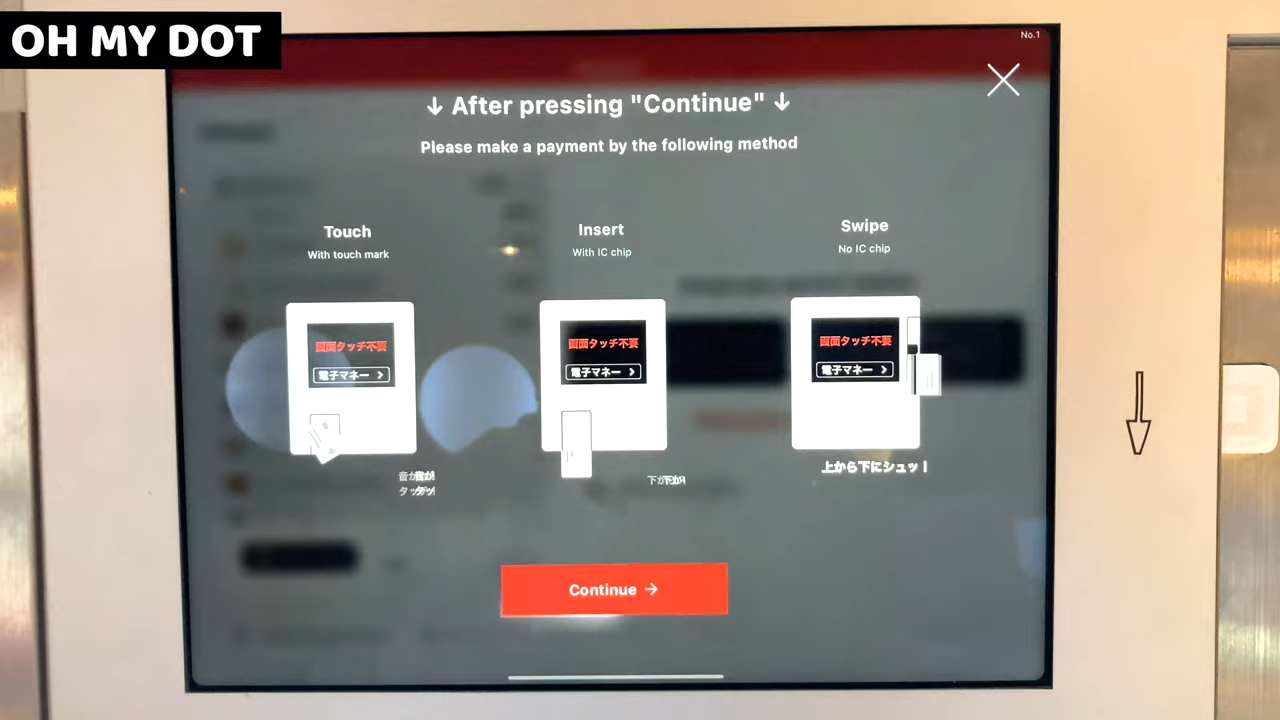 OH MY DOT
No.1
↓ After pressing "Continue" ↓
Please make a payment by the following method
Touch
With touch mark
Insert
With IC chip
Swipe
No IC chip
画面タッチ不要
電子マネー >
画面タッチ不要
電子マネー >
画面タッチ不要
電子マネー >
上から下にシュッ!
Continue →